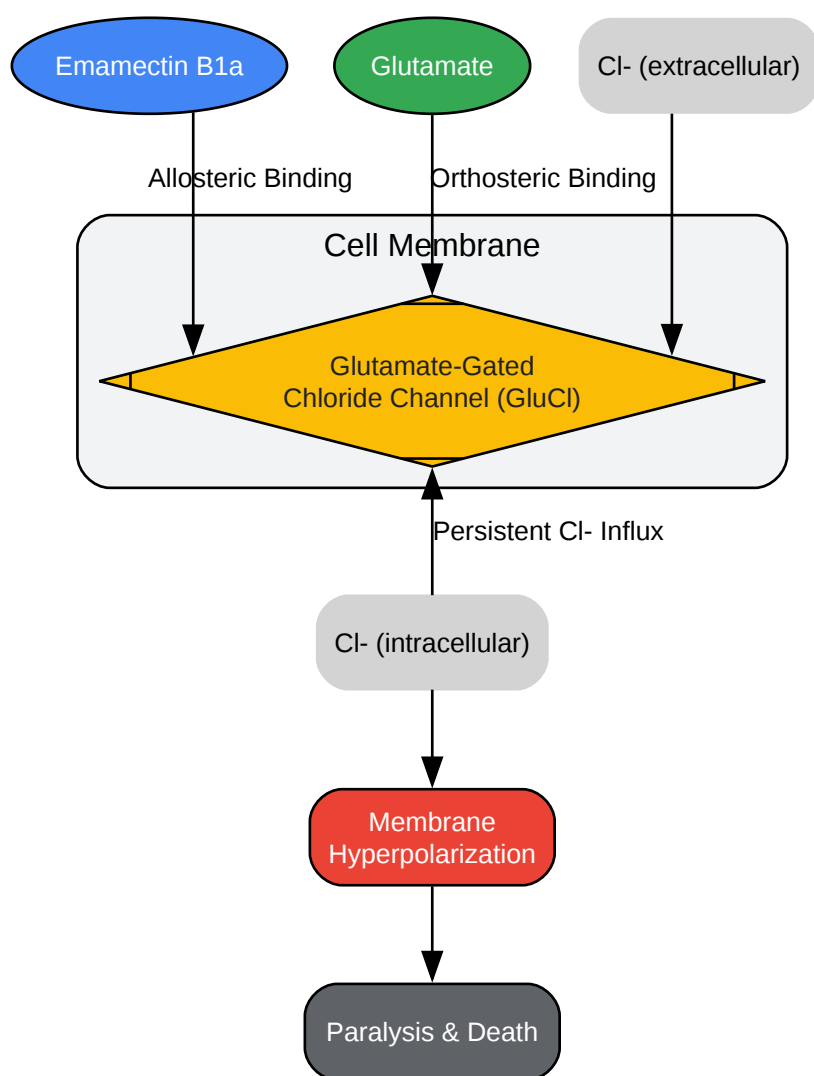 Emamectin B1a
Glutamate
Cl- (extracellular)
Allosteric Binding
Orthosteric Binding
Cell Membrane
Glutamate-Gated
Chloride Channel (GluCl)
Persistent Cl- Influx
Cl- (intracellular)
Membrane
Hyperpolarization
Paralysis & Death